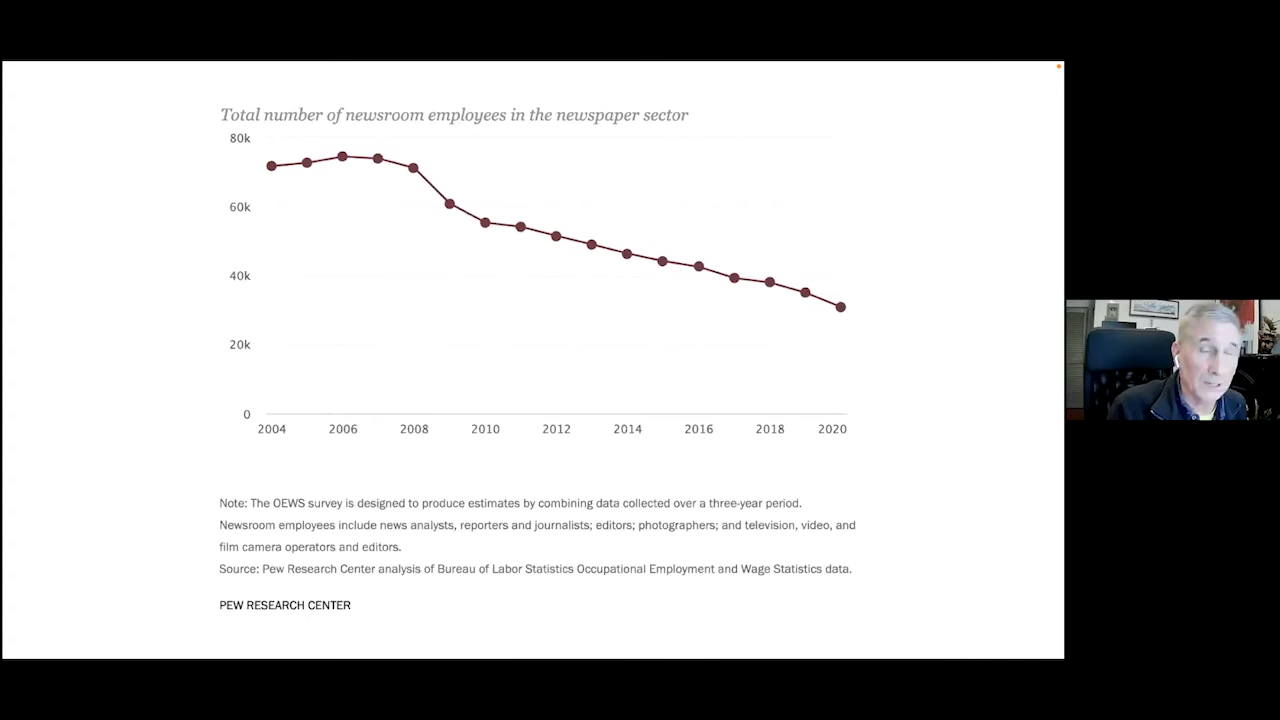 Total number of newsroom employees in the newspaper sector
80k
60k
40k
20k
0
2004 2006 2008 2010 2012 2014 2016 2018 2020
Note: The OEWS survey is designed to produce estimates by combining data collected over a three-year period.
Newsroom employees include news analysts, reporters and journalists; editors; photographers; and television, video, and
film camera operators and editors.
Source: Pew Research Center analysis of Bureau of Labor Statistics Occupational Employment and Wage Statistics data.
PEW RESEARCH CENTER